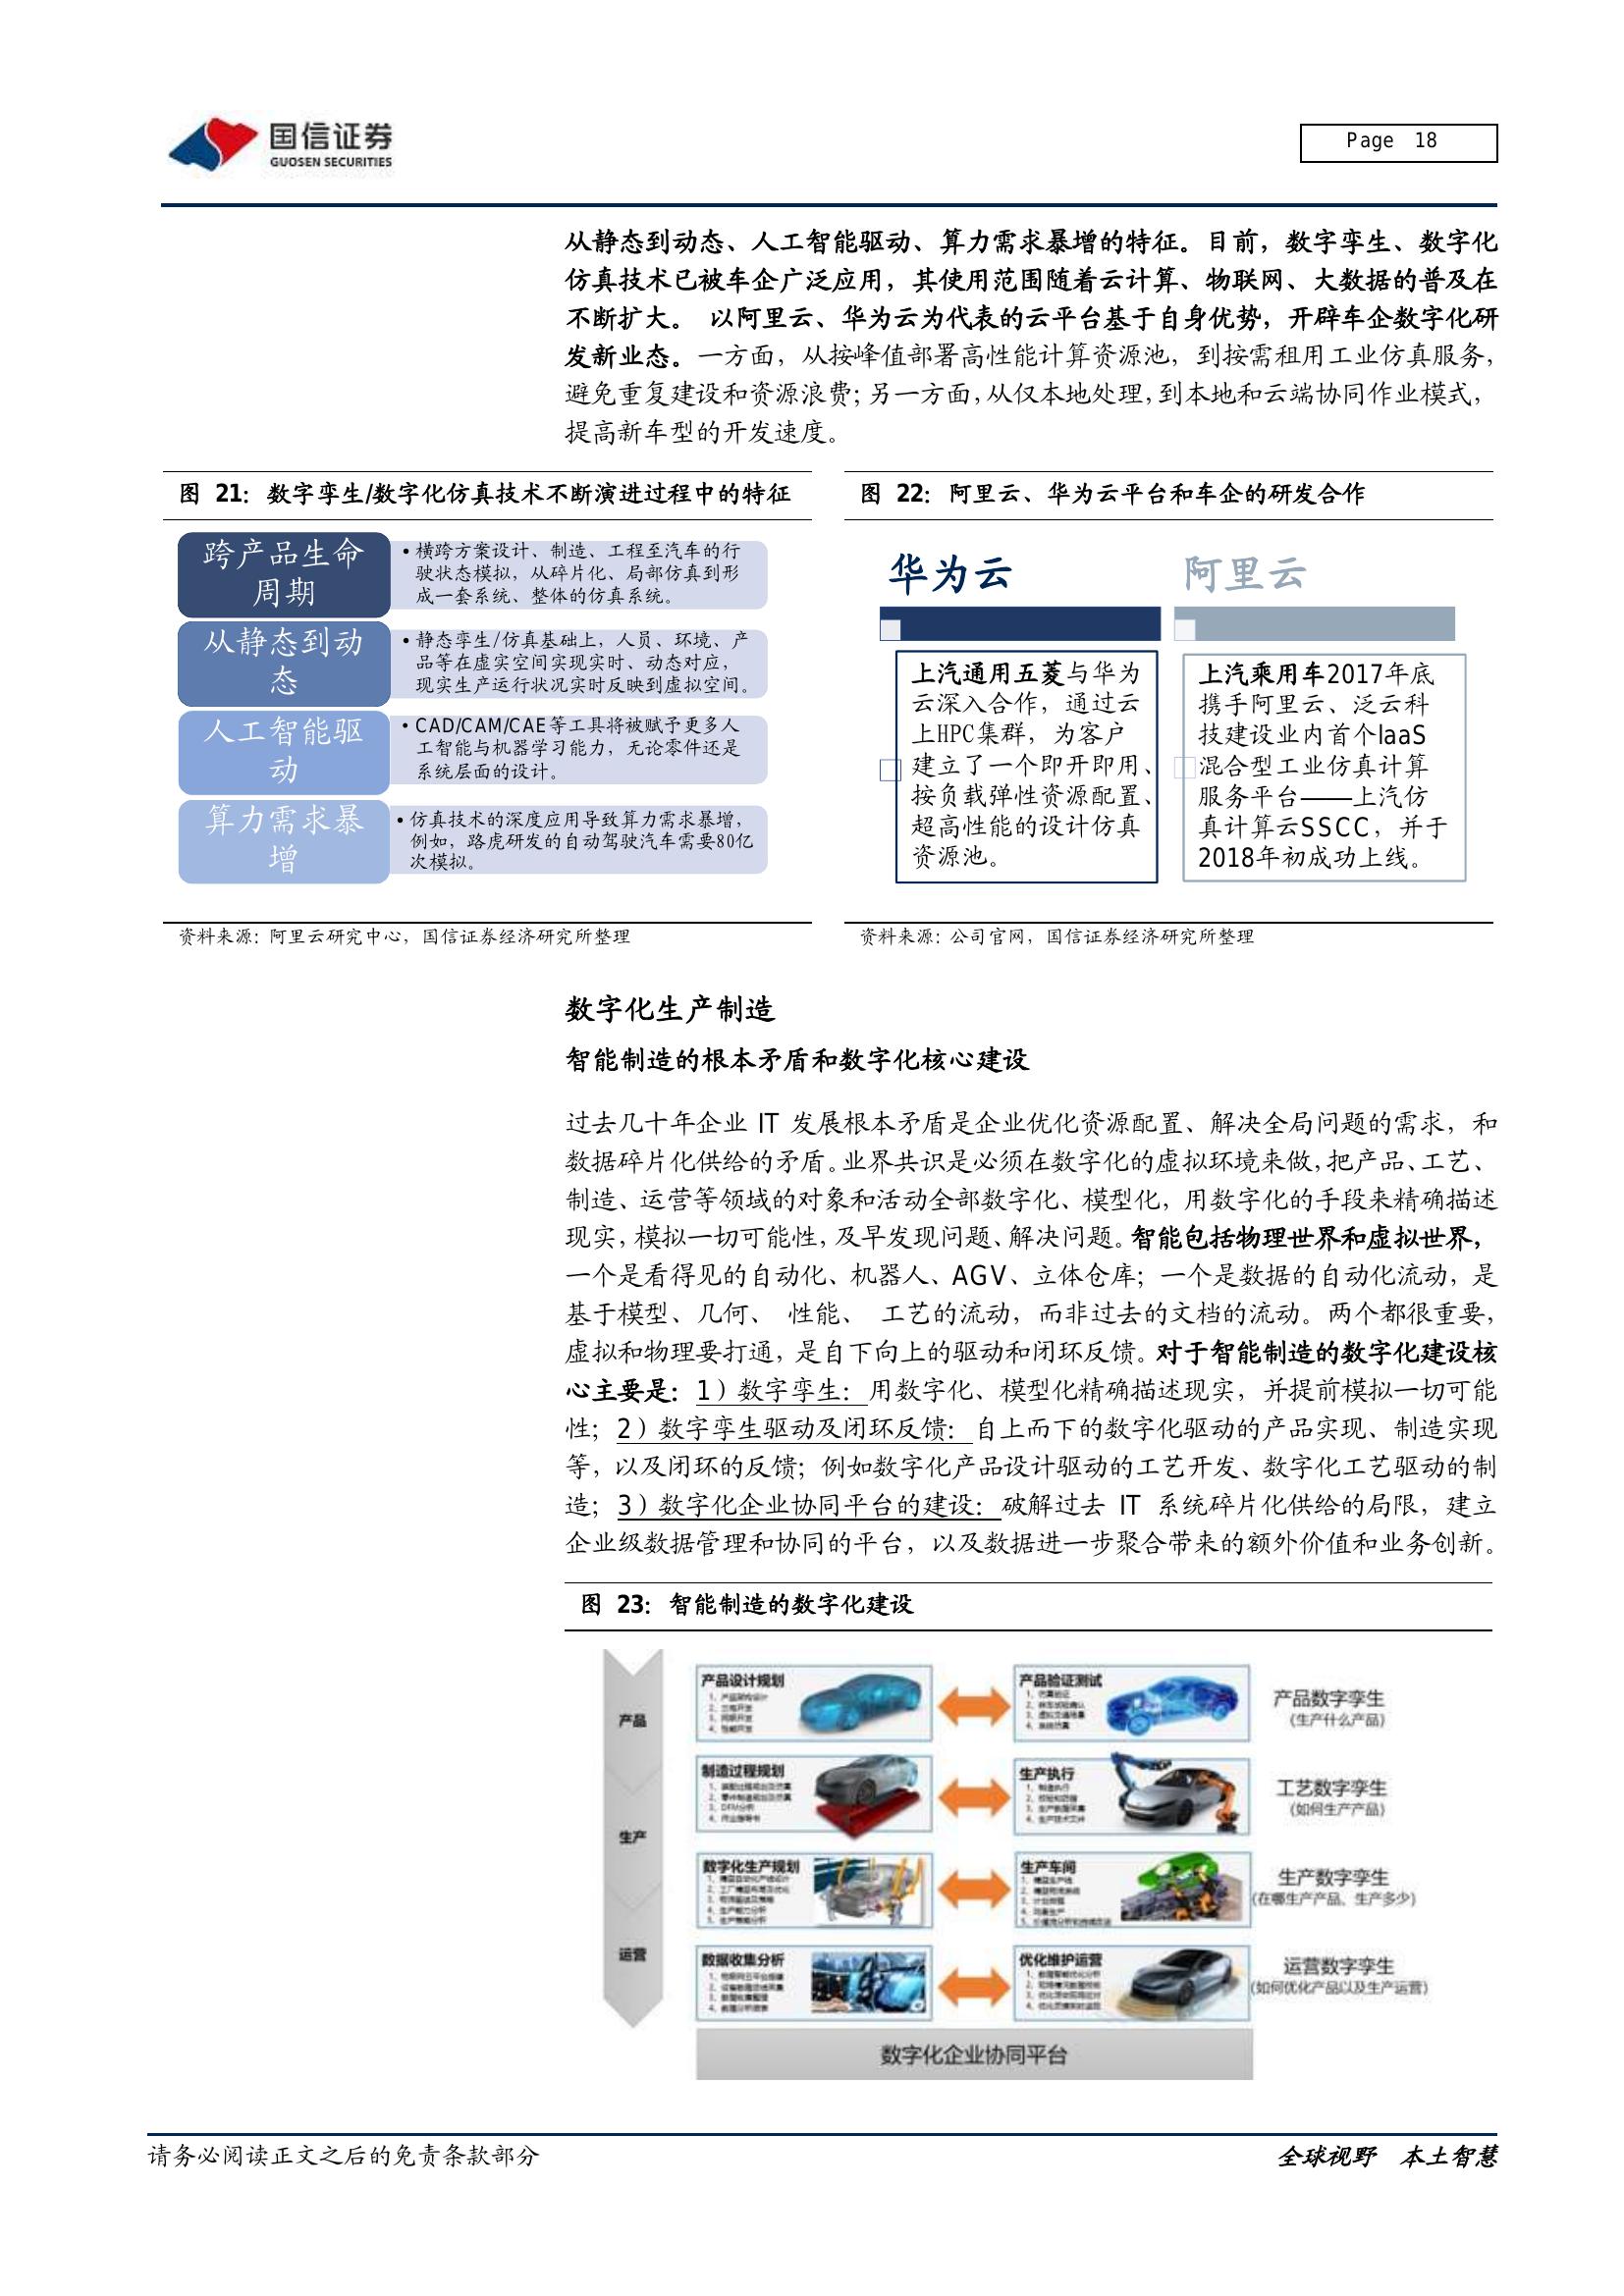 国信证券
GUOSEN SECURITIES
Page 18
从静态到动态、人工智能驱动、算力需求暴增的特征。目前，数字孪生、数字化
仿真技术已被车企广泛应用，其使用范围随着云计算、物联网、大数据的普及在
不断扩大。 以阿里云、华为云为代表的云平台基于自身优势，开辟车企数字化研
发新业态。一方面，从按峰值部署高性能计算资源池，到按需租用工业仿真服务，
避免重复建设和资源浪费；另一方面，从仅本地处理，到本地和云端协同作业模式，
提高新车型的开发速度。
图 21：数字孪生/数字化仿真技术不断演进过程中的特征
跨产品生命
周期
•横跨方案设计、制造、工程至汽车的行
驶状态模拟，从碎片化、局部仿真到形
成一套系统、整体的仿真系统。
从静态到动
态
•静态孪生/仿真基础上，人员、环境、产
品等在虚实空间实现实时、动态对应，
现实生产运行状况实时反映到虚拟空间。
人工智能驱
动
•CAD/CAM/CAE等工具将被赋予更多人
工智能与机器学习能力，无论零件还是
系统层面的设计。
算力需求暴
增
•仿真技术的深度应用导致算力需求暴增，
例如，路虎研发的自动驾驶汽车需要80亿
次模拟。
资料来源：阿里云研究中心，国信证券经济研究所整理
图 22：阿里云、华为云平台和车企的研发合作
华为云
上汽通用五菱与华为
云深入合作，通过云
上HPC集群，为客户
建立了一个即开即用、
按负载弹性资源配置、
超高性能的设计仿真
资源池。
阿里云
上汽乘用车2017年底
携手阿里云、泛云科
技建设业内首个IaaS
混合型工业仿真计算
服务平台——上汽仿
真计算云SSCC，并于
2018年初成功上线。
资料来源：公司官网，国信证券经济研究所整理
数字化生产制造
智能制造的根本矛盾和数字化核心建设
过去几十年企业 IT 发展根本矛盾是企业优化资源配置、解决全局问题的需求，和
数据碎片化供给的矛盾。业界共识是必须在数字化的虚拟环境来做，把产品、工艺、
制造、运营等领域的对象和活动全部数字化、模型化，用数字化的手段来精确描述
现实，模拟一切可能性，及早发现问题、解决问题。智能包括物理世界和虚拟世界，
一个是看得见的自动化、机器人、AGV、立体仓库；一个是数据的自动化流动，是
基于模型、几何、 性能、 工艺的流动，而非过去的文档的流动。两个都很重要，
虚拟和物理要打通，是自下向上的驱动和闭环反馈。对于智能制造的数字化建设核
心主要是：1）数字孪生：用数字化、模型化精确描述现实，并提前模拟一切可能
性；2）数字孪生驱动及闭环反馈：自上而下的数字化驱动的产品实现、制造实现
等，以及闭环的反馈；例如数字化产品设计驱动的工艺开发、数字化工艺驱动的制
造；3）数字化企业协同平台的建设：破解过去 IT 系统碎片化供给的局限，建立
企业级数据管理和协同的平台，以及数据进一步聚合带来的额外价值和业务创新。
图 23：智能制造的数字化建设
产品
生产
运营
产品设计规划
产品验证测试
产品数字孪生
(生产什么产品)
制造过程规划
生产执行
工艺数字孪生
(如何生产产品)
数字化生产规划
生产车间
生产数字孪生
(在哪生产产品、生产多少)
数据收集分析
优化维护运营
运营数字孪生
(如何优化产品以及生产运营)
数字化企业协同平台
请务必阅读正文之后的免责条款部分
全球视野 本土智慧